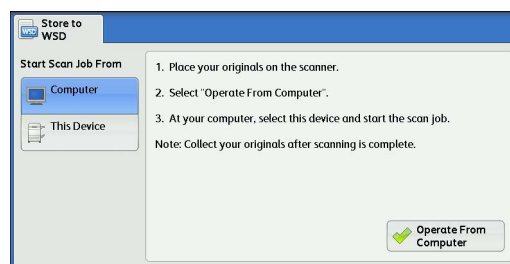 Store to
WSD
WSD
Start Scan Job From
Computer
This Device
1. Place your originals on the scanner.
2. Select "Operate From Computer".
3. At your computer, select this device and start the scan job.
Note: Collect your originals after scanning is complete.
Operate From
Computer